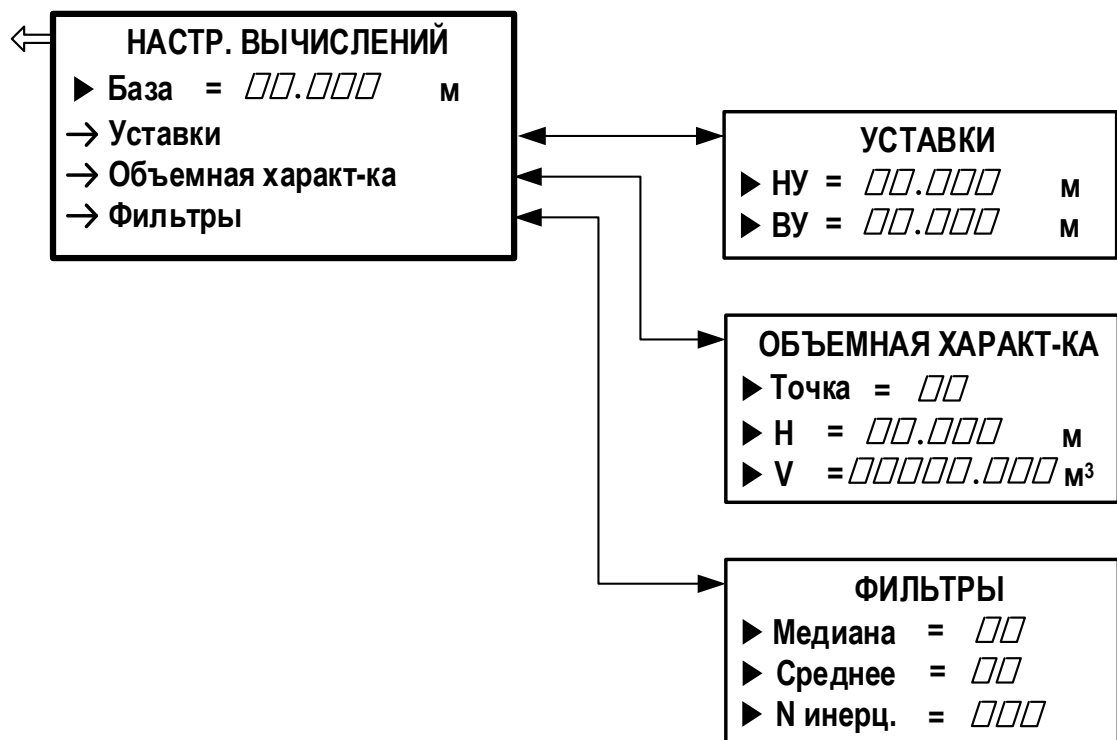 НАСТР. ВЫЧИСЛЕНИЙ
▶ База = 00.000 м
→ Уставки
→ Объемная характ-ка
→ Фильтры
УСТАВКИ
▶ НУ = 00.000 м
▶ ВУ = 00.000 м
ОБЪЕМНАЯ ХАРАКТ-КА
▶ Точка = 00
▶ Н = 00.000 м
▶ V = 00000.000 м³
ФИЛЬТРЫ
▶ Медиана = 00
▶ Среднее = 00
▶ N инерц. = 000